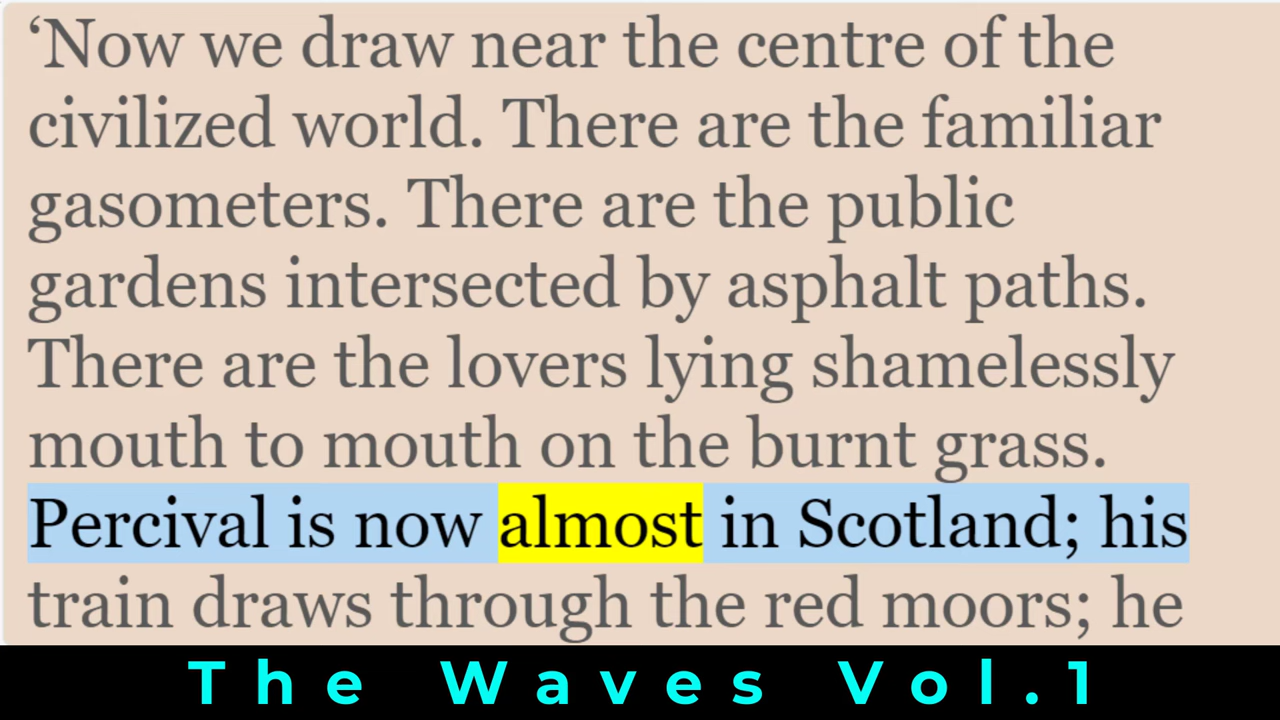 ‘Now we draw near the centre of the
civilized world. There are the familiar
gasometers. There are the public
gardens intersected by asphalt paths.
There are the lovers lying shamelessly
mouth to mouth on the burnt grass.
Percival is now almost in Scotland; his
train draws through the red moors; he
The Waves Vol.1